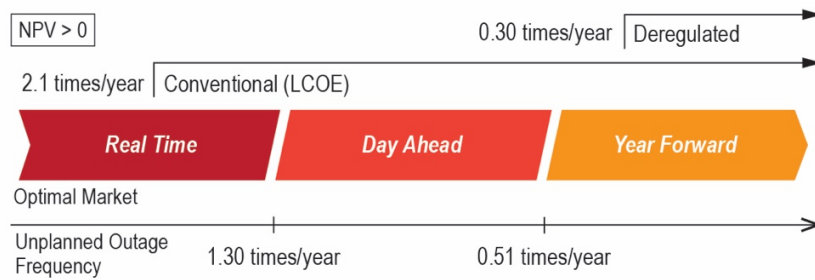 NPV > 0
0.30 times/year Deregulated
2.1 times/year Conventional (LCOE)
Real Time Day Ahead Year Forward
Optimal Market
Unplanned Outage
Frequency 1.30 times/year 0.51 times/year